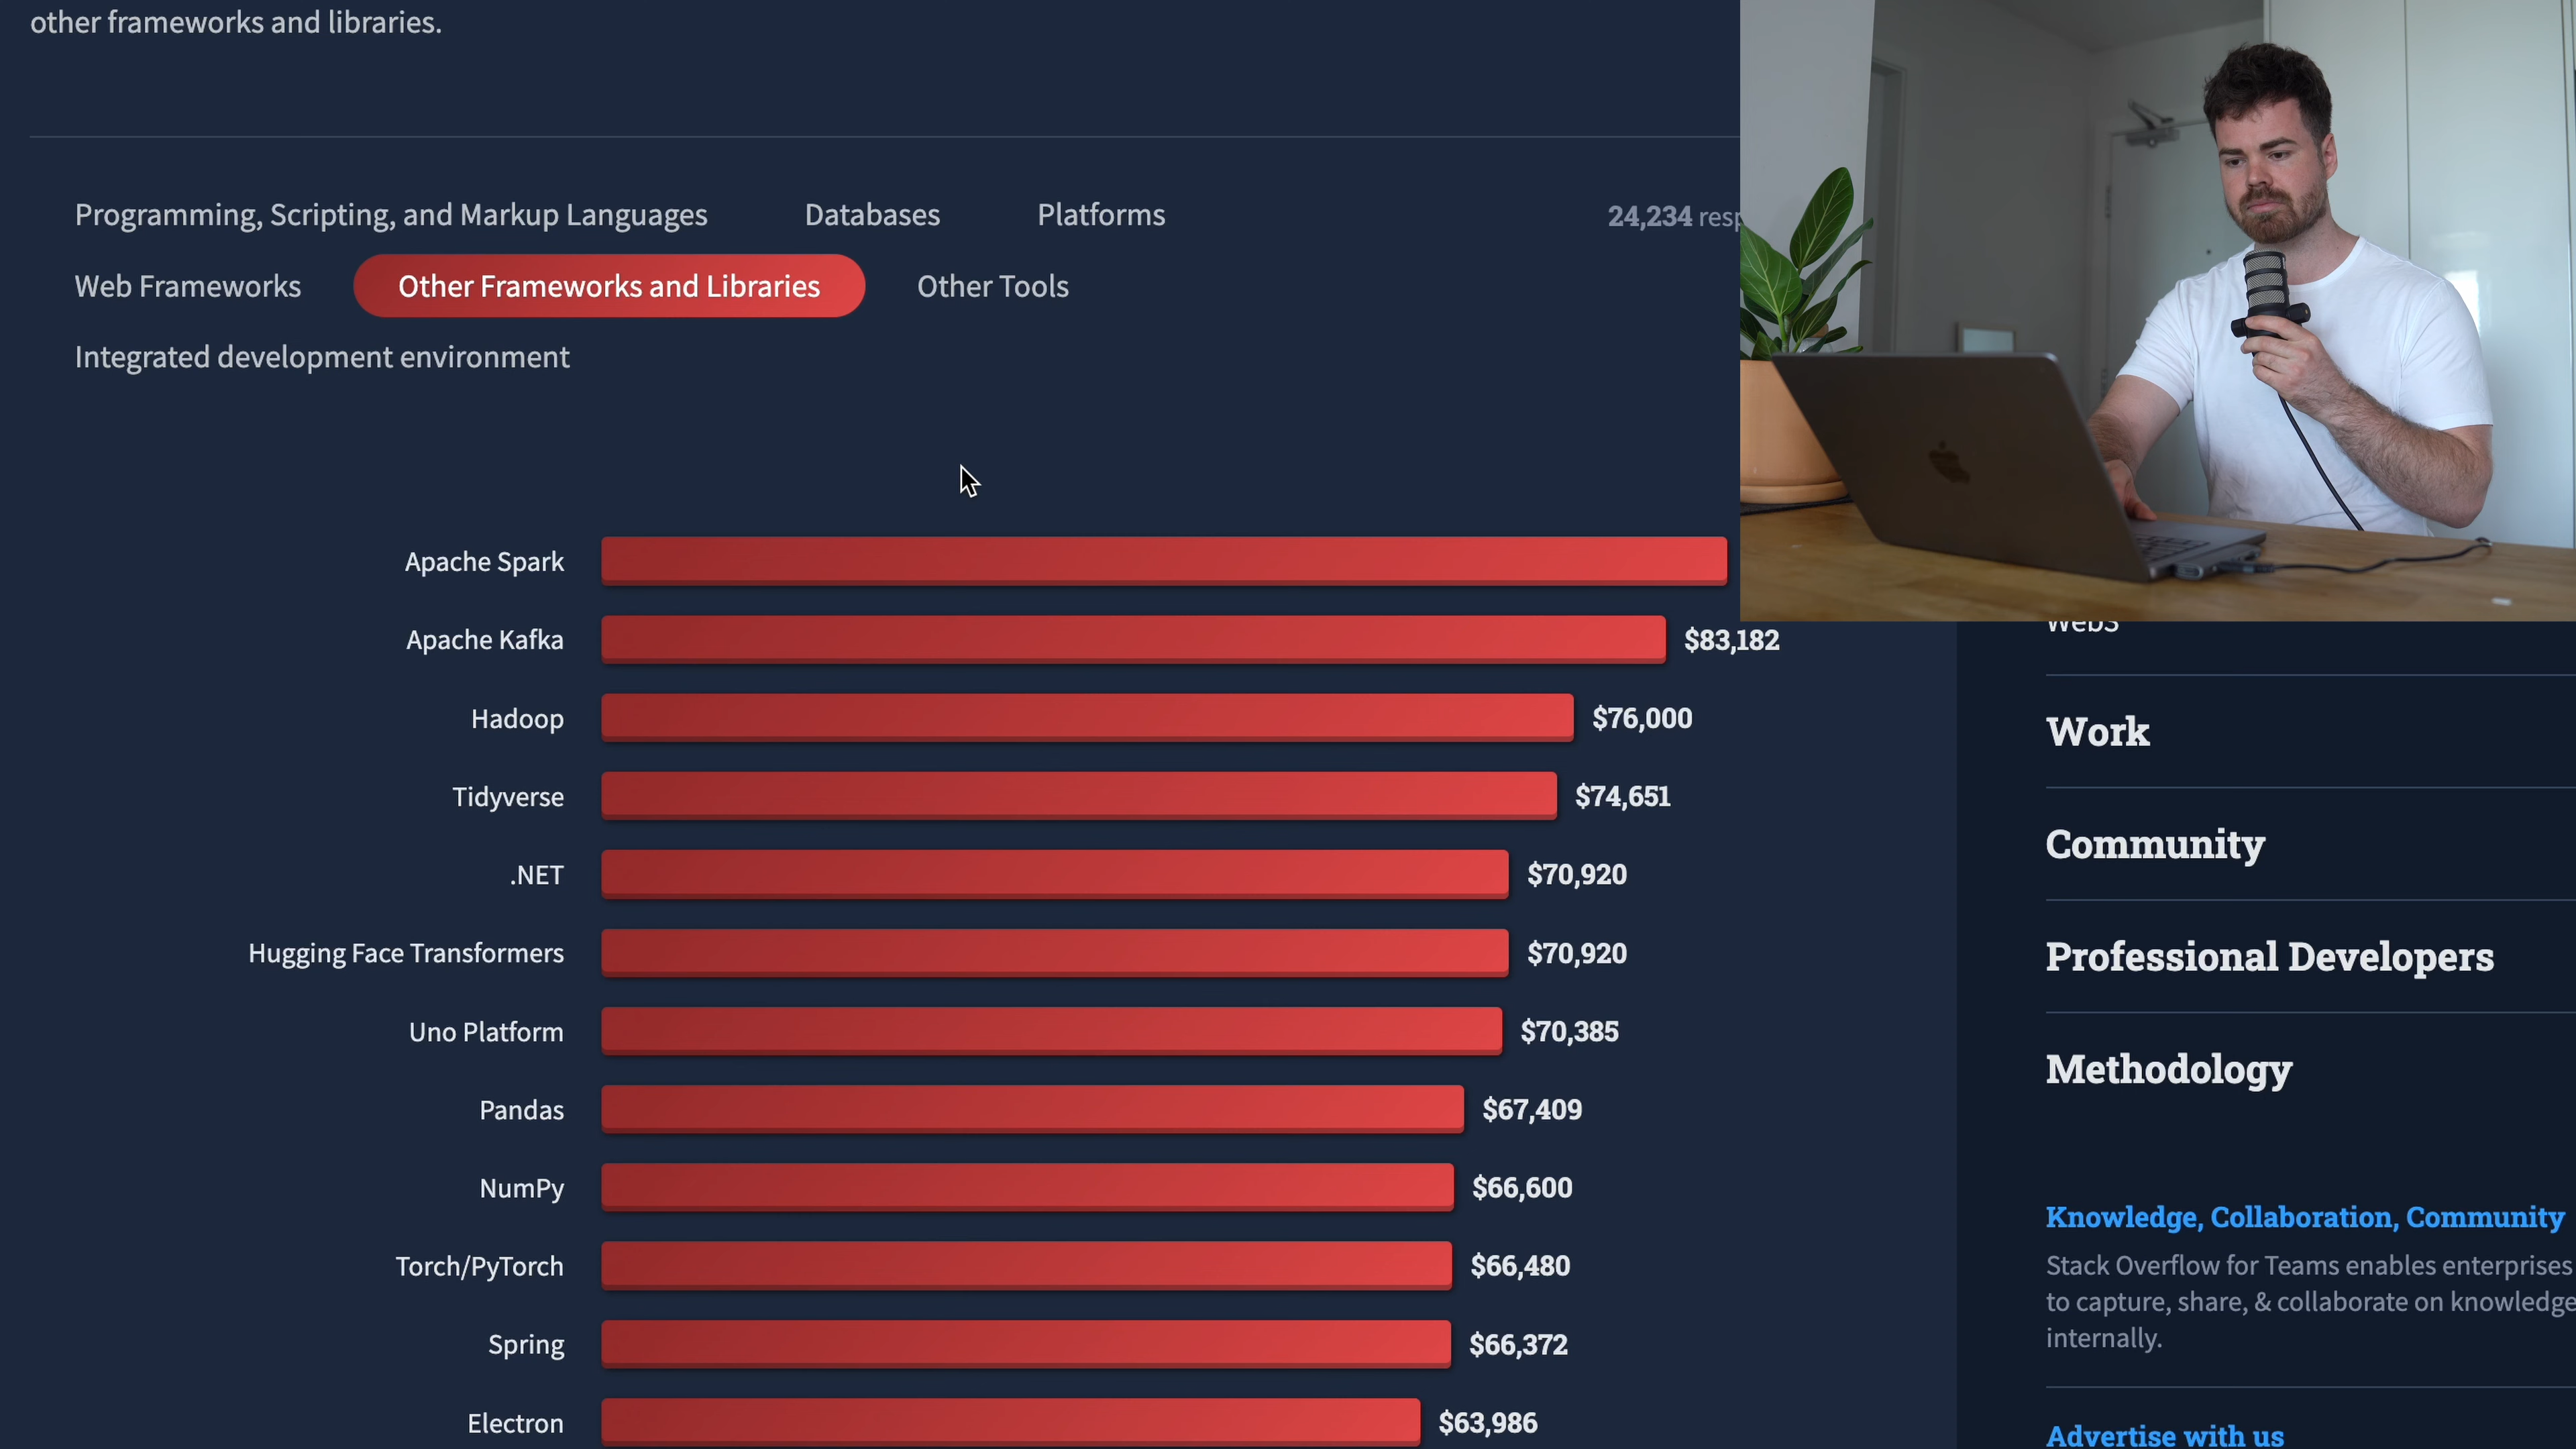 other frameworks and libraries.
Programming, Scripting, and Markup Languages
Databases
Platforms
24,234
Web Frameworks
Other Frameworks and Libraries
Other Tools
Integrated development environment
Apache Spark
Apache Kafka $83,182
Hadoop $76,000
Tidyverse $74,651
.NET $70,920
Hugging Face Transformers $70,920
Uno Platform $70,385
Pandas $67,409
NumPy $66,600
Torch/PyTorch $66,480
Spring $66,372
Electron $63,986
Web3
Work
Community
Professional Developers
Methodology
Knowledge, Collaboration, Community
Stack Overflow for Teams enables enterprises
to capture, share, & collaborate on knowledge
internally.
Advertise with us